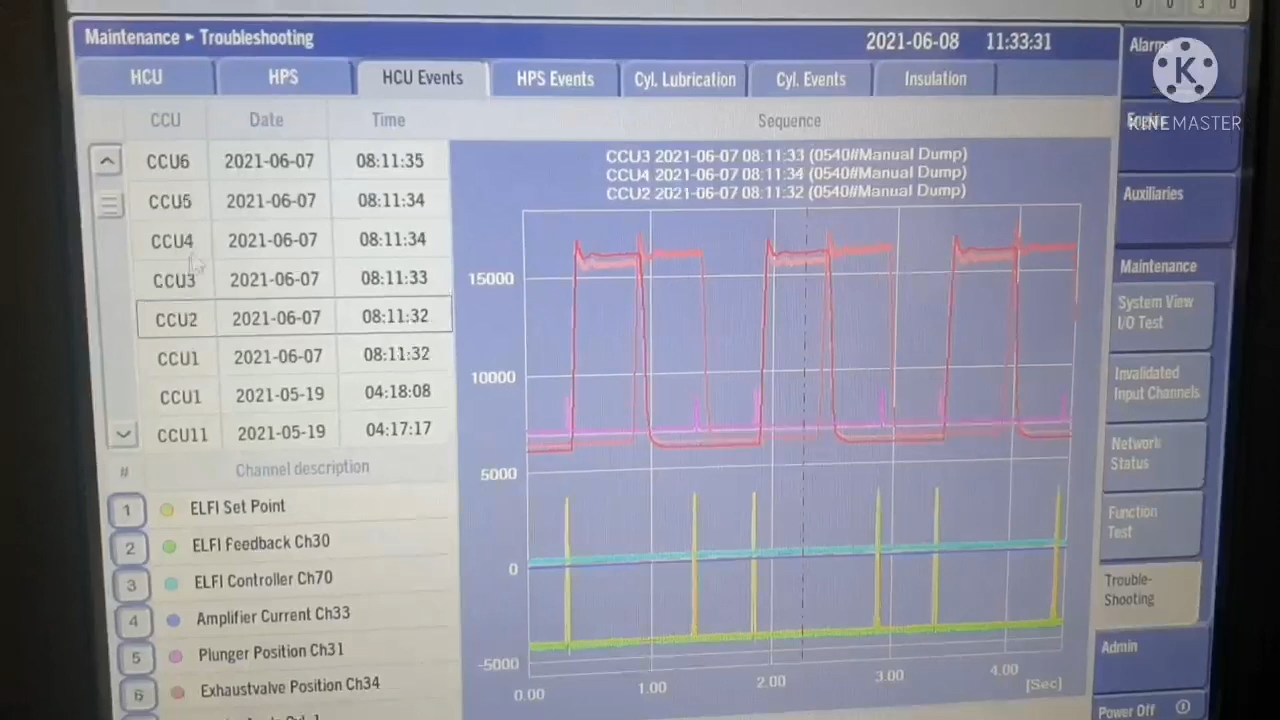 0 0 3 0
Maintenance ▸ Troubleshooting 2021-06-08 11:33:31
HCU HPS HCU Events HPS Events Cyl. Lubrication Cyl. Events Insulation
CCU Date Time Sequence
CCU6 2021-06-07 08:11:35
CCU5 2021-06-07 08:11:34
CCU4 2021-06-07 08:11:34
CCU3 2021-06-07 08:11:33
CCU2 2021-06-07 08:11:32
CCU1 2021-06-07 08:11:32
CCU1 2021-05-19 04:18:08
CCU11 2021-05-19 04:17:17
# Channel description
1 ELFI Set Point
2 ELFI Feedback Ch30
3 ELFI Controller Ch70
4 Amplifier Current Ch33
5 Plunger Position Ch31
6 Exhaustvalve Position Ch34
CCU3 2021-06-07 08:11:33 (0540#Manual Dump)
CCU4 2021-06-07 08:11:34 (0540#Manual Dump)
CCU2 2021-06-07 08:11:32 (0540#Manual Dump)
15000
10000
5000
0
-5000
0.00 1.00 2.00 3.00 4.00
[Sec]
K
KINEMASTER
Auxiliaries
Maintenance
System View
I/O Test
Invalidated
Input Channels
Network
Status
Function
Test
Trouble-
Shooting
Admin
Power Off